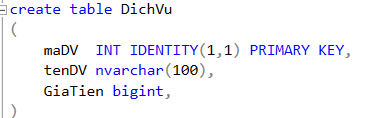 create table DichVu
(
maDV INT IDENTITY(1,1) PRIMARY KEY,
tenDV nvarchar(100),
GiaTien bigint,
)